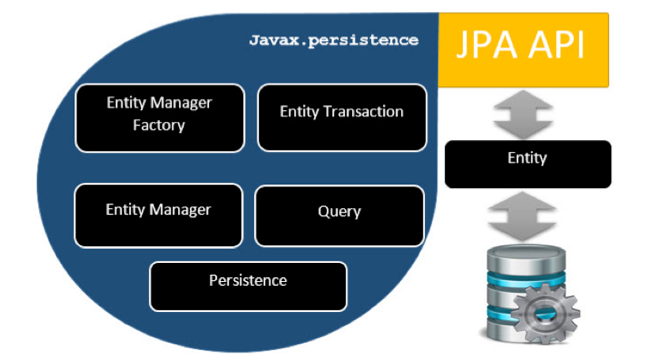 Javax.persistence
JPA API
Entity Manager
Factory
Entity Transaction
Entity
Entity Manager
Query
Persistence